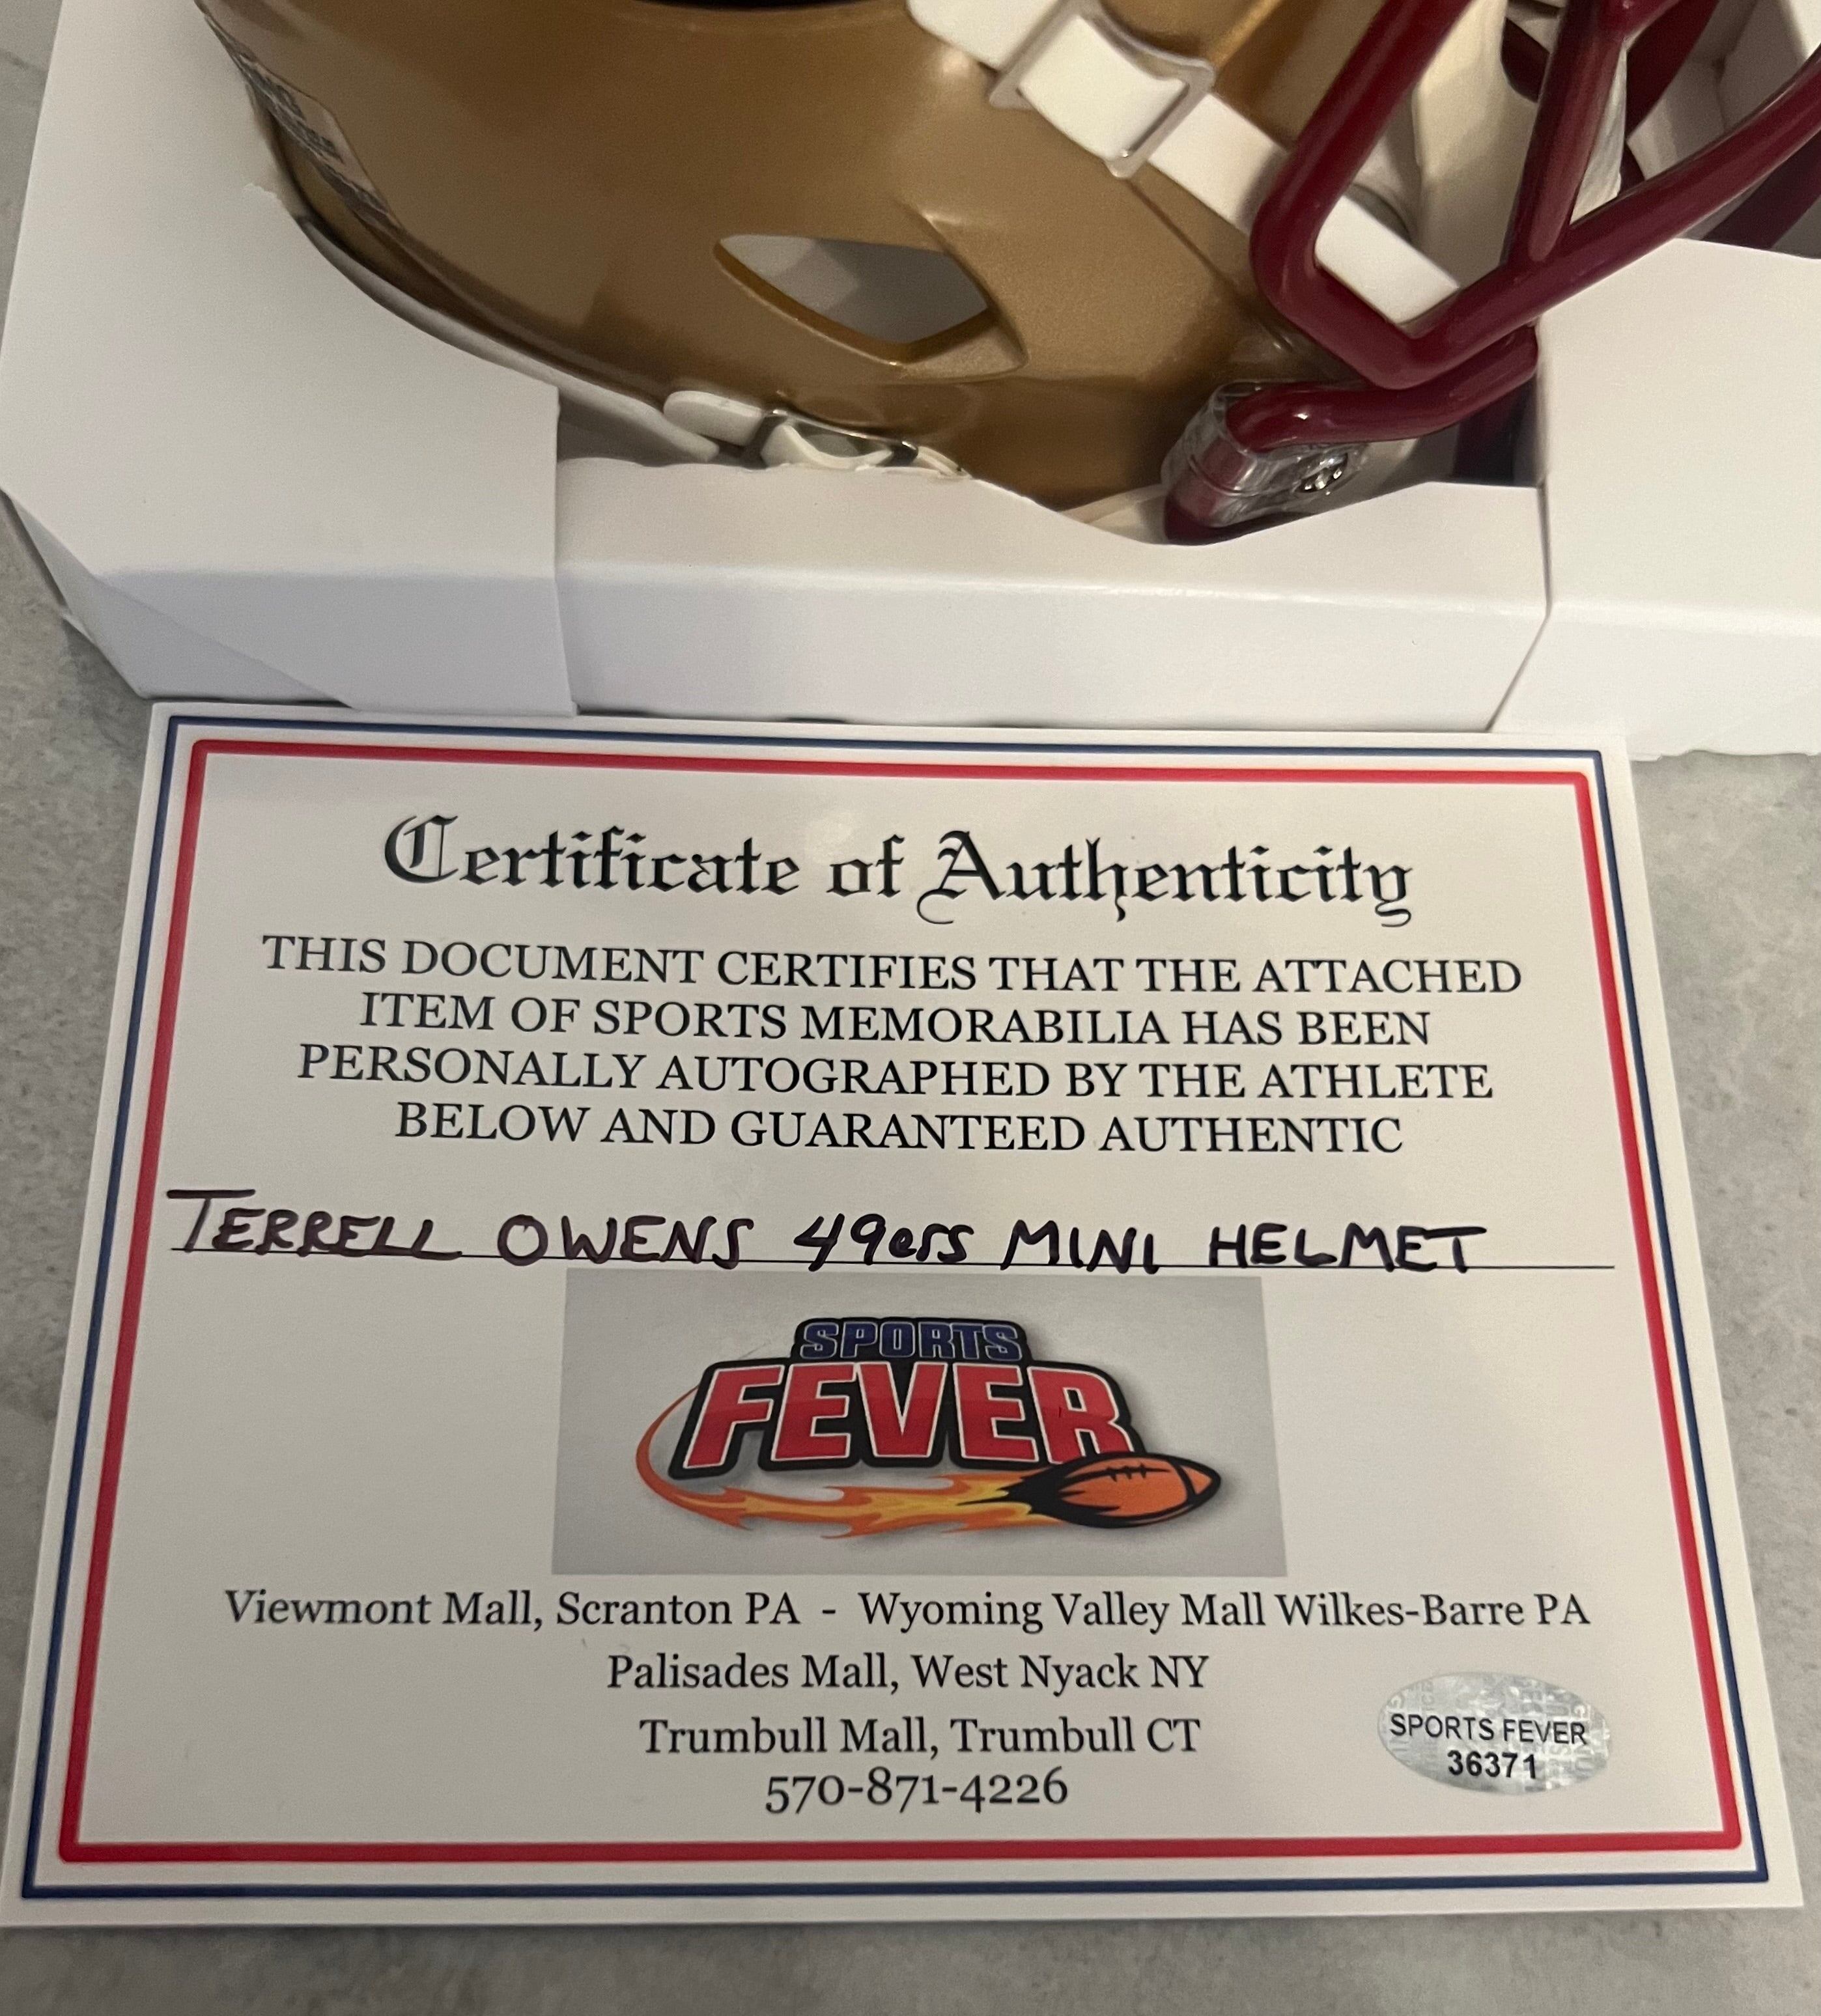 Certificate of Authenticity
THIS DOCUMENT CERTIFIES THAT THE ATTACHED
ITEM OF SPORTS MEMORABILIA HAS BEEN
PERSONALLY AUTOGRAPHED BY THE ATHLETE
BELOW AND GUARANTEED AUTHENTIC
TERRELL OWENS 49ers MINI HELMET
SPORTS
FEVER
Viewmont Mall, Scranton PA - Wyoming Valley Mall Wilkes-Barre PA
Palisades Mall, West Nyack NY
Trumbull Mall, Trumbull CT
570-871-4226
SPORTS FEVER
36371